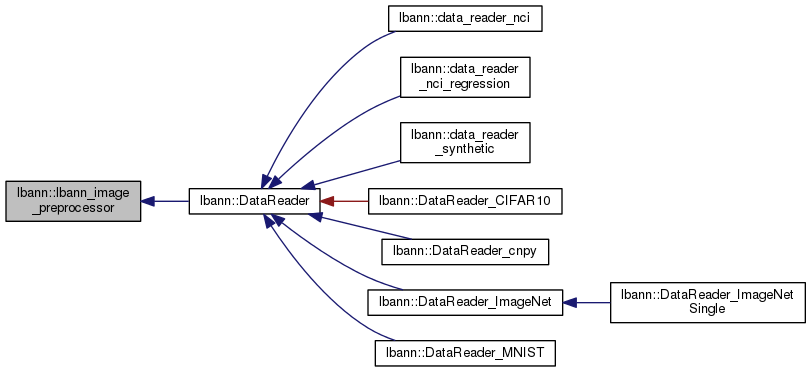 lbann::lbann_image
_preprocessor
lbann::DataReader
lbann::data_reader_nci
lbann::data_reader
_nci_regression
lbann::data_reader
_synthetic
lbann::DataReader_CIFAR10
lbann::DataReader_cnpy
lbann::DataReader_ImageNet
lbann::DataReader_MNIST
lbann::DataReader_ImageNet
Single